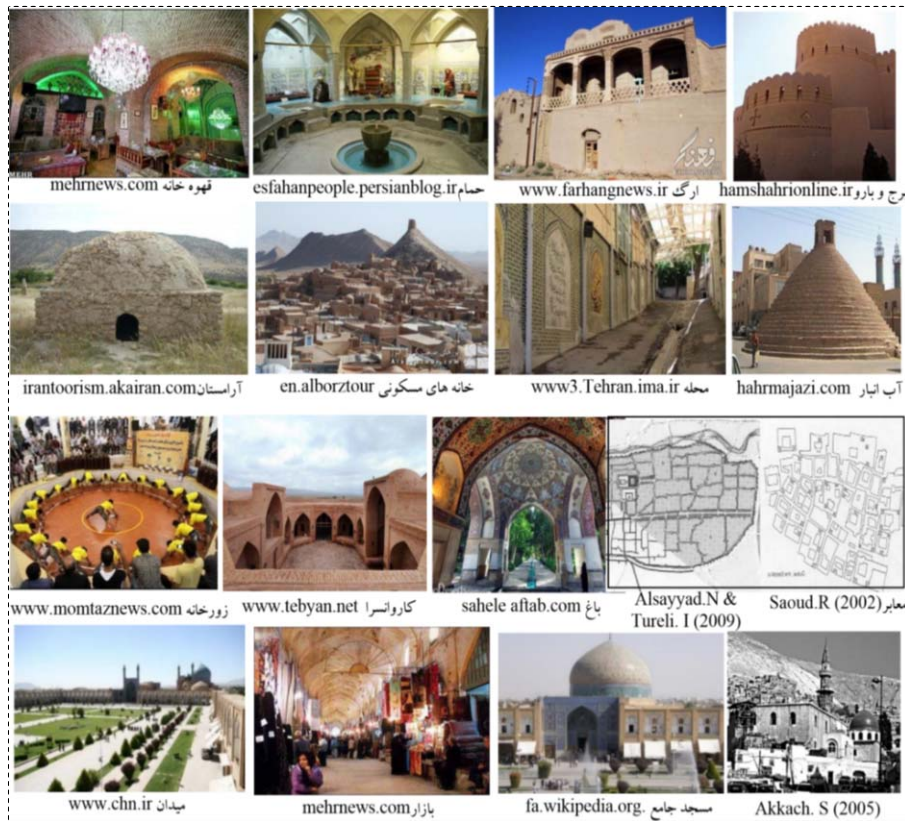 قهوه خانه mehrnews.com
حمام esfahanpeople.persianblog.ir
ارگ www.farhangnews.ir
رج و بارو hamshahrionline.ir
آرامستان irantoorism.akairan.com
خانه های مسکونی en.alborztour
محله www3.Tehran.ima.ir
آب انبار hahrmajazi.com
زورخانه www.momtaznews.com
کاروانسرا www.tebyan.net
باغ sahele aftab.com
Alsayyad.N &
Tureli. I (2009)
معابر Saoud.R (2002)
میدان www.chn.ir
بازار mehrnews.com
مسجد جامع fa.wikipedia.org.
Akkach. S (2005)